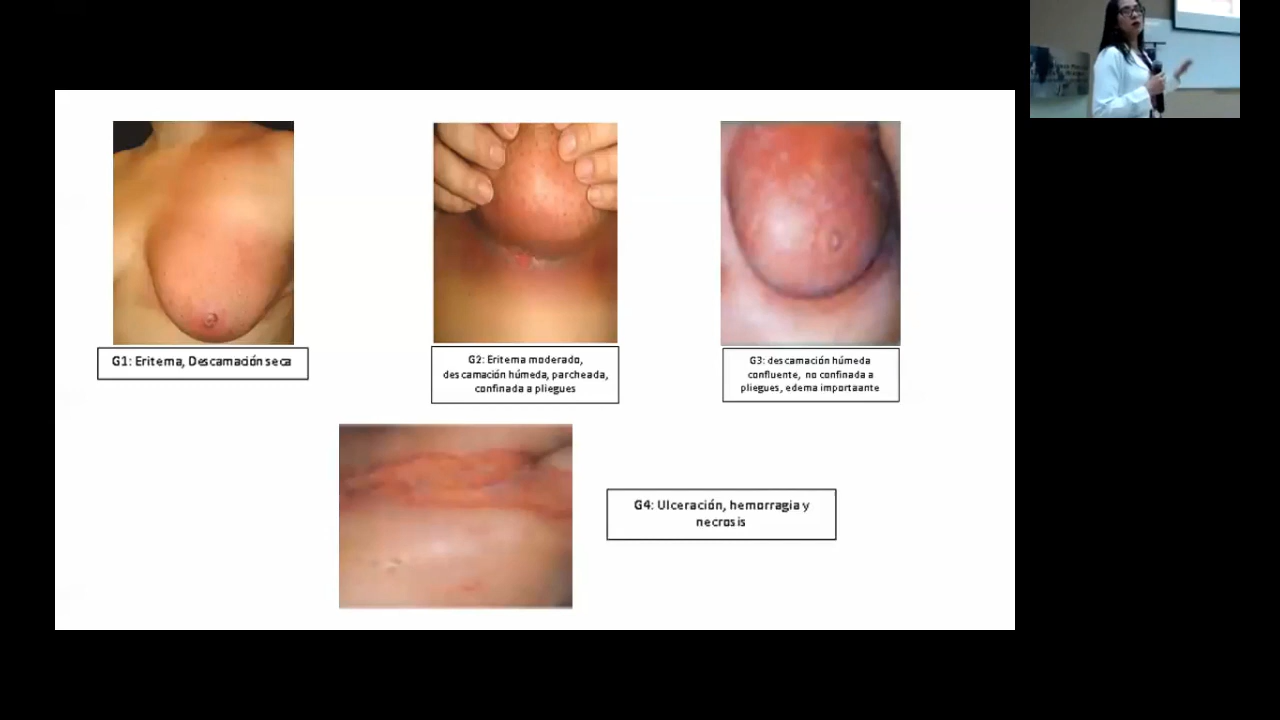 G1: Eritema, Descamación seca
G2: Eritema moderado,
descamación húmeda, parcheada,
confinada a pliegues
G3: descamación húmeda
confluente, no confinada a
pliegues, edema importaante
G4: Ulceración, hemorragia y
necrosis